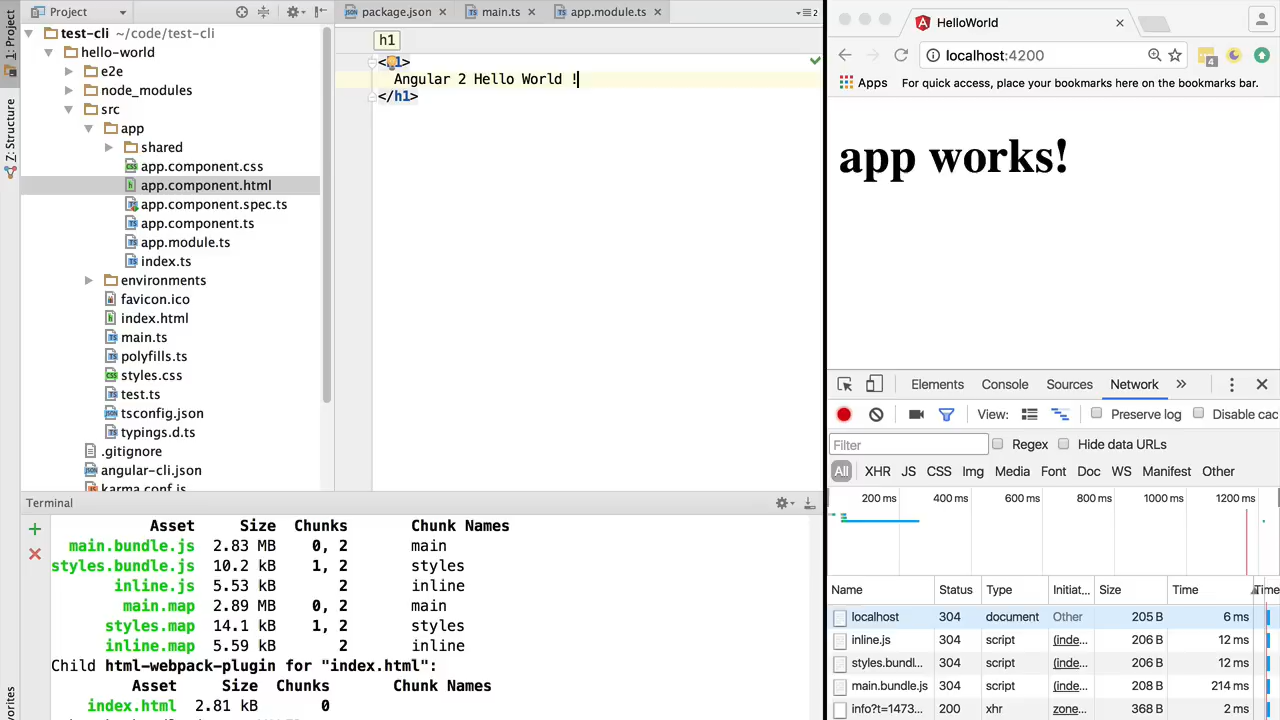 1: Project
Z: Structure
Project
test-cli ~/code/test-cli
hello-world
e2e
node_modules
src
app
shared
app.component.css
app.component.html
app.component.spec.ts
app.component.ts
app.module.ts
index.ts
environments
favicon.ico
index.html
main.ts
polyfills.ts
styles.css
test.ts
tsconfig.json
typings.d.ts
.gitignore
angular-cli.json
karma.conf.js
package.json
main.ts
app.module.ts
h1
Angular 2 Hello World !
</h1>
Terminal
Asset Size Chunks Chunk Names
main.bundle.js 2.83 MB 0, 2 main
styles.bundle.js 10.2 kB 1, 2 styles
inline.js 5.53 kB 2 inline
main.map 2.89 MB 0, 2 main
styles.map 14.1 kB 1, 2 styles
inline.map 5.59 kB 2 inline
Child html-webpack-plugin for "index.html":
Asset Size Chunks Chunk Names
index.html 2.81 kB 0
HelloWorld
localhost:4200
4
Apps For quick access, place your bookmarks here on the bookmarks bar.
app works!
Elements Console Sources Network »
View: Preserve log Disable cac
Filter Regex Hide data URLs
All XHR JS CSS Img Media Font Doc WS Manifest Other
200 ms 400 ms 600 ms 800 ms 1000 ms 1200 ms
Name Status Type Initiat... Size Time
localhost 304 document Other 205 B 6 ms
inline.js 304 script (inde... 206 B 12 ms
styles.bundl... 304 script (inde... 206 B 12 ms
main.bundle.js 304 script (inde... 208 B 214 ms
info?t=1473... 200 xhr zone... 368 B 2 ms